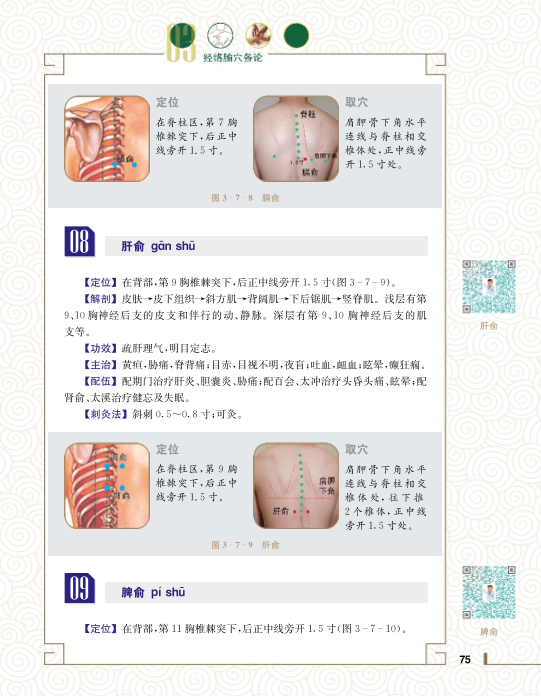 03
经络腧穴各论
定位
在脊柱区,第 7 胸
椎棘突下,后正中
线旁开 1.5 寸。
取穴
肩胛骨下角水平
连线与脊柱相交
椎体处,正中线旁
开 1.5 寸处。
膈俞
脊柱
肩胛下角
1.5寸
膈俞
图 3-7-8 膈俞
08
肝俞 gān shū
【定位】在背部,第 9 胸椎棘突下,后正中线旁开 1.5 寸(图 3-7-9)。
【解剖】皮肤→皮下组织→斜方肌→背阔肌→下后锯肌→竖脊肌。浅层有第
9、10 胸神经后支的皮支和伴行的动、静脉。深层有第 9、10 胸神经后支的肌
支等。
【功效】疏肝理气,明目定志。
【主治】黄疸,胁痛,脊背痛;目赤,目视不明,夜盲;吐血,衄血;眩晕,癫狂痫。
【配伍】配期门治疗肝炎、胆囊炎、胁痛;配百会、太冲治疗头昏头痛、眩晕;配
肾俞、太溪治疗健忘及失眠。
【刺灸法】斜刺 0.5~0.8 寸;可灸。
肝俞
定位
在脊柱区,第 9 胸
椎棘突下,后正中
线旁开 1.5 寸。
取穴
肩胛骨下角水平
连线与脊柱相交
椎体处,往下推
2 个椎体,正中线
旁开 1.5 寸处。
肩胛
下角
肝俞
图 3-7-9 肝俞
09
脾俞 pí shū
【定位】在背部,第 11 胸椎棘突下,后正中线旁开 1.5 寸(图 3-7-10)。
脾俞
75